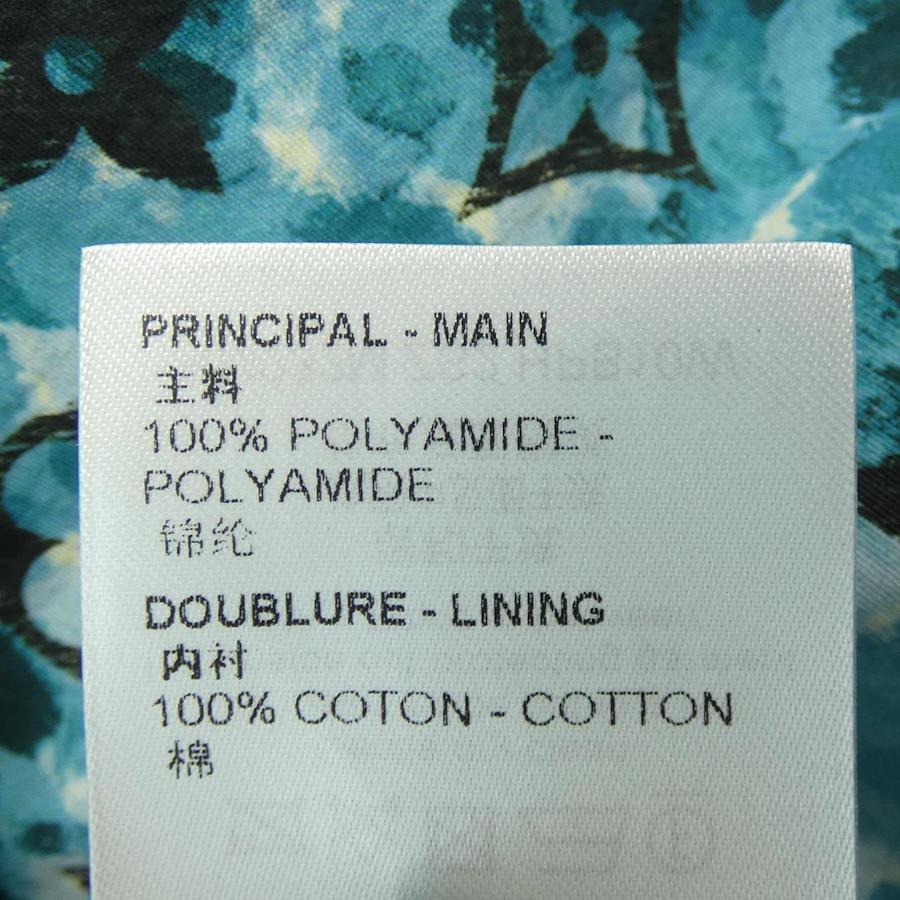 PRINCIPAL - MAIN
主料
100% POLYAMIDE -
POLYAMIDE
锦纶
DOUBLURE - LINING
内衬
100% COTON - COTTON
棉